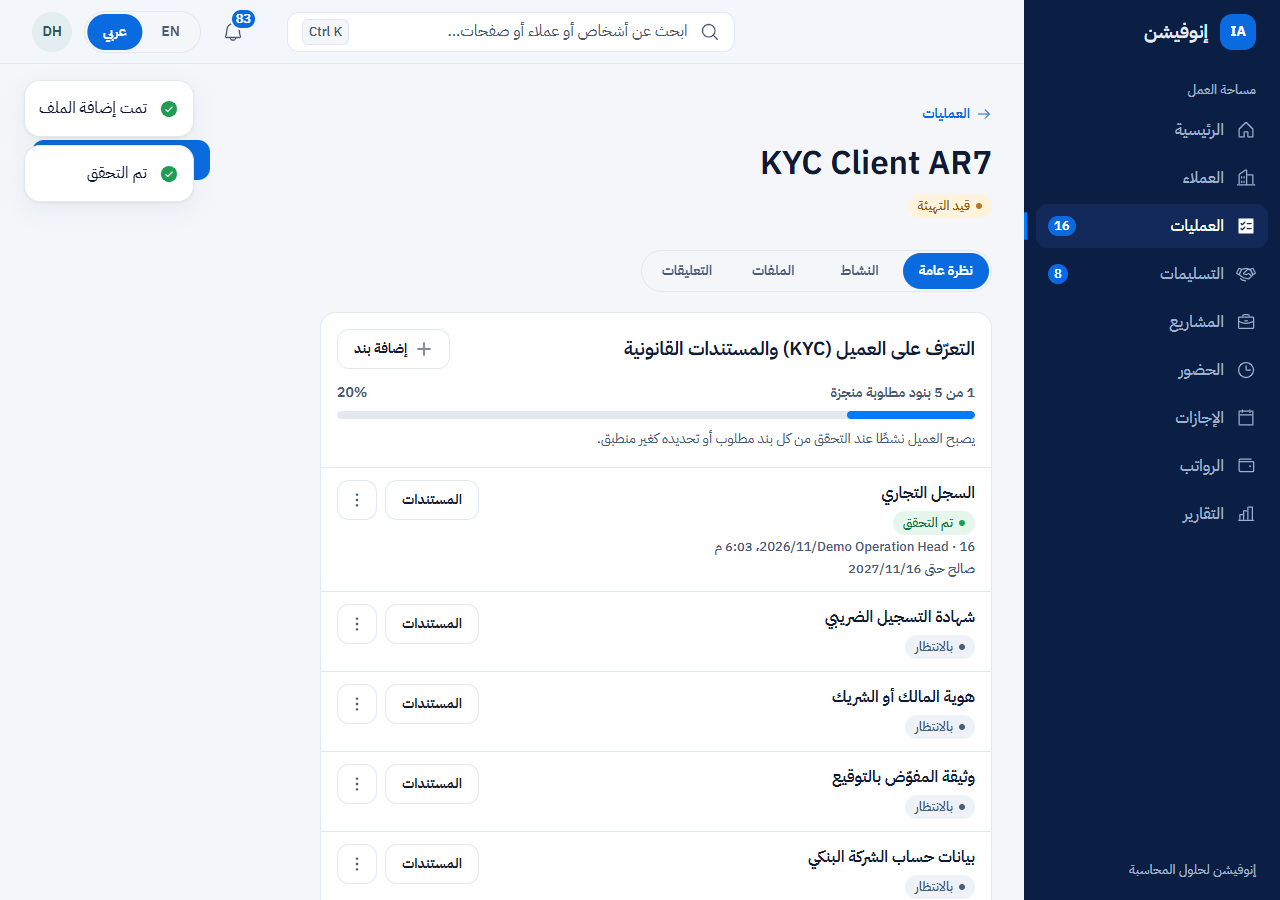 IA
إنوفيشن
مساحة العمل
الرئيسية
العملاء
العمليات
16
التسليمات
8
المشاريع
الحضور
الإجازات
الرواتب
التقارير
إنوفيشن لحلول المحاسبة
ابحث عن أشخاص أو عملاء أو صفحات...
Ctrl K
83
EN
عربي
DH
تمت إضافة الملف
تم التحقق
العمليات
KYC Client AR7
قيد التهيئة
نظرة عامة
النشاط
الملفات
التعليقات
التعرّف على العميل (KYC) والمستندات القانونية
إضافة بند
1 من 5 بنود مطلوبة منجزة
20%
يصبح العميل نشطًا عند التحقق من كل بند مطلوب أو تحديده كغير منطبق.
السجل التجاري
المستندات
تم التحقق
Demo Operation Head · 16/11/2026، 6:03 م
صالح حتى 2027/11/16
شهادة التسجيل الضريبي
المستندات
بالانتظار
هوية المالك أو الشريك
المستندات
بالانتظار
وثيقة المفوّض بالتوقيع
المستندات
بالانتظار
بيانات حساب الشركة البنكي
المستندات
بالانتظار